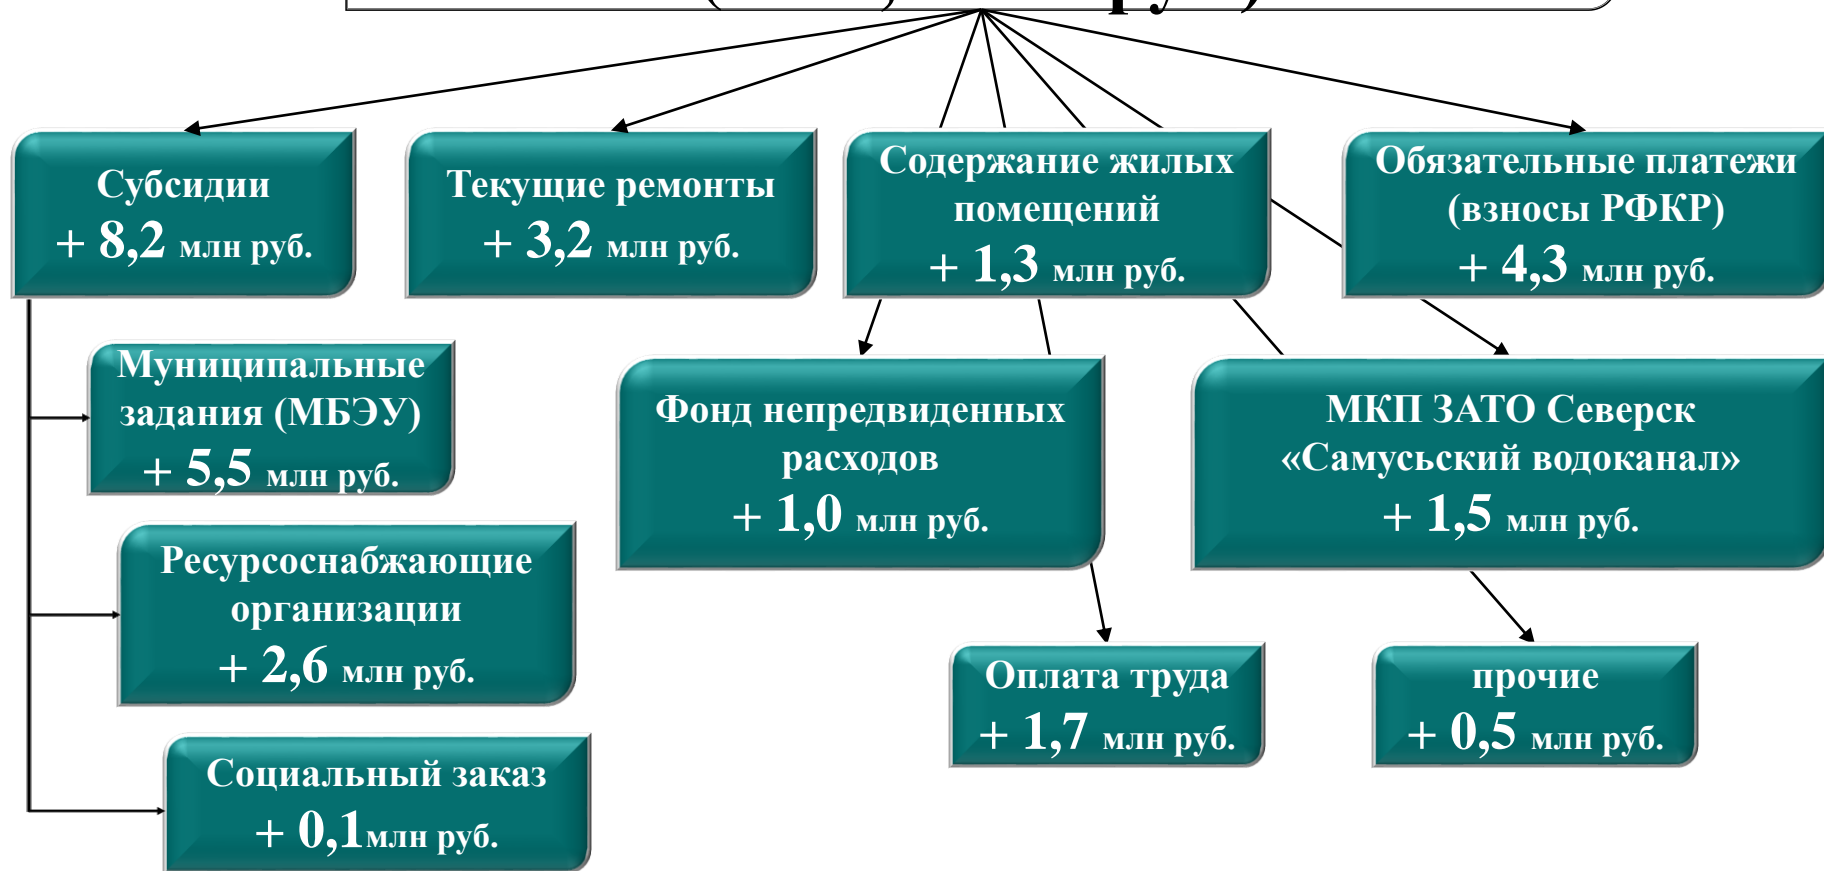 Субсидии
+ 8,2 млн руб.
Текущие ремонты
+ 3,2 млн руб.
Содержание жилых
помещений
+ 1,3 млн руб.
Обязательные платежи
(взносы РФКР)
+ 4,3 млн руб.
Муниципальные
задания (МБЭУ)
+ 5,5 млн руб.
Фонд непредвиденных
расходов
+ 1,0 млн руб.
МКП ЗАТО Северск
«Самусьский водоканал»
+ 1,5 млн руб.
Ресурсоснабжающие
организации
+ 2,6 млн руб.
Оплата труда
+ 1,7 млн руб.
прочие
+ 0,5 млн руб.
Социальный заказ
+ 0,1млн руб.